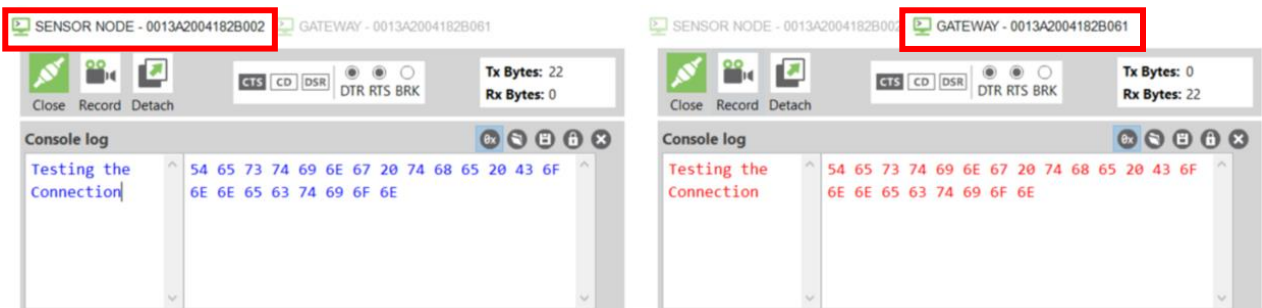 SENSOR NODE - 0013A2004182B002 GATEWAY - 0013A2004182B061
Close Record Detach
CTS CD DSR
DTR RTS BRK
Tx Bytes: 22
Rx Bytes: 0
Console log
Testing the
Connection
54 65 73 74 69 6E 67 20 74 68 65 20 43 6F
6E 6E 65 63 74 69 6F 6E
SENSOR NODE - 0013A2004182B002 GATEWAY - 0013A2004182B061
Close Record Detach
CTS CD DSR
DTR RTS BRK
Tx Bytes: 0
Rx Bytes: 22
Console log
Testing the
Connection
54 65 73 74 69 6E 67 20 74 68 65 20 43 6F
6E 6E 65 63 74 69 6F 6E